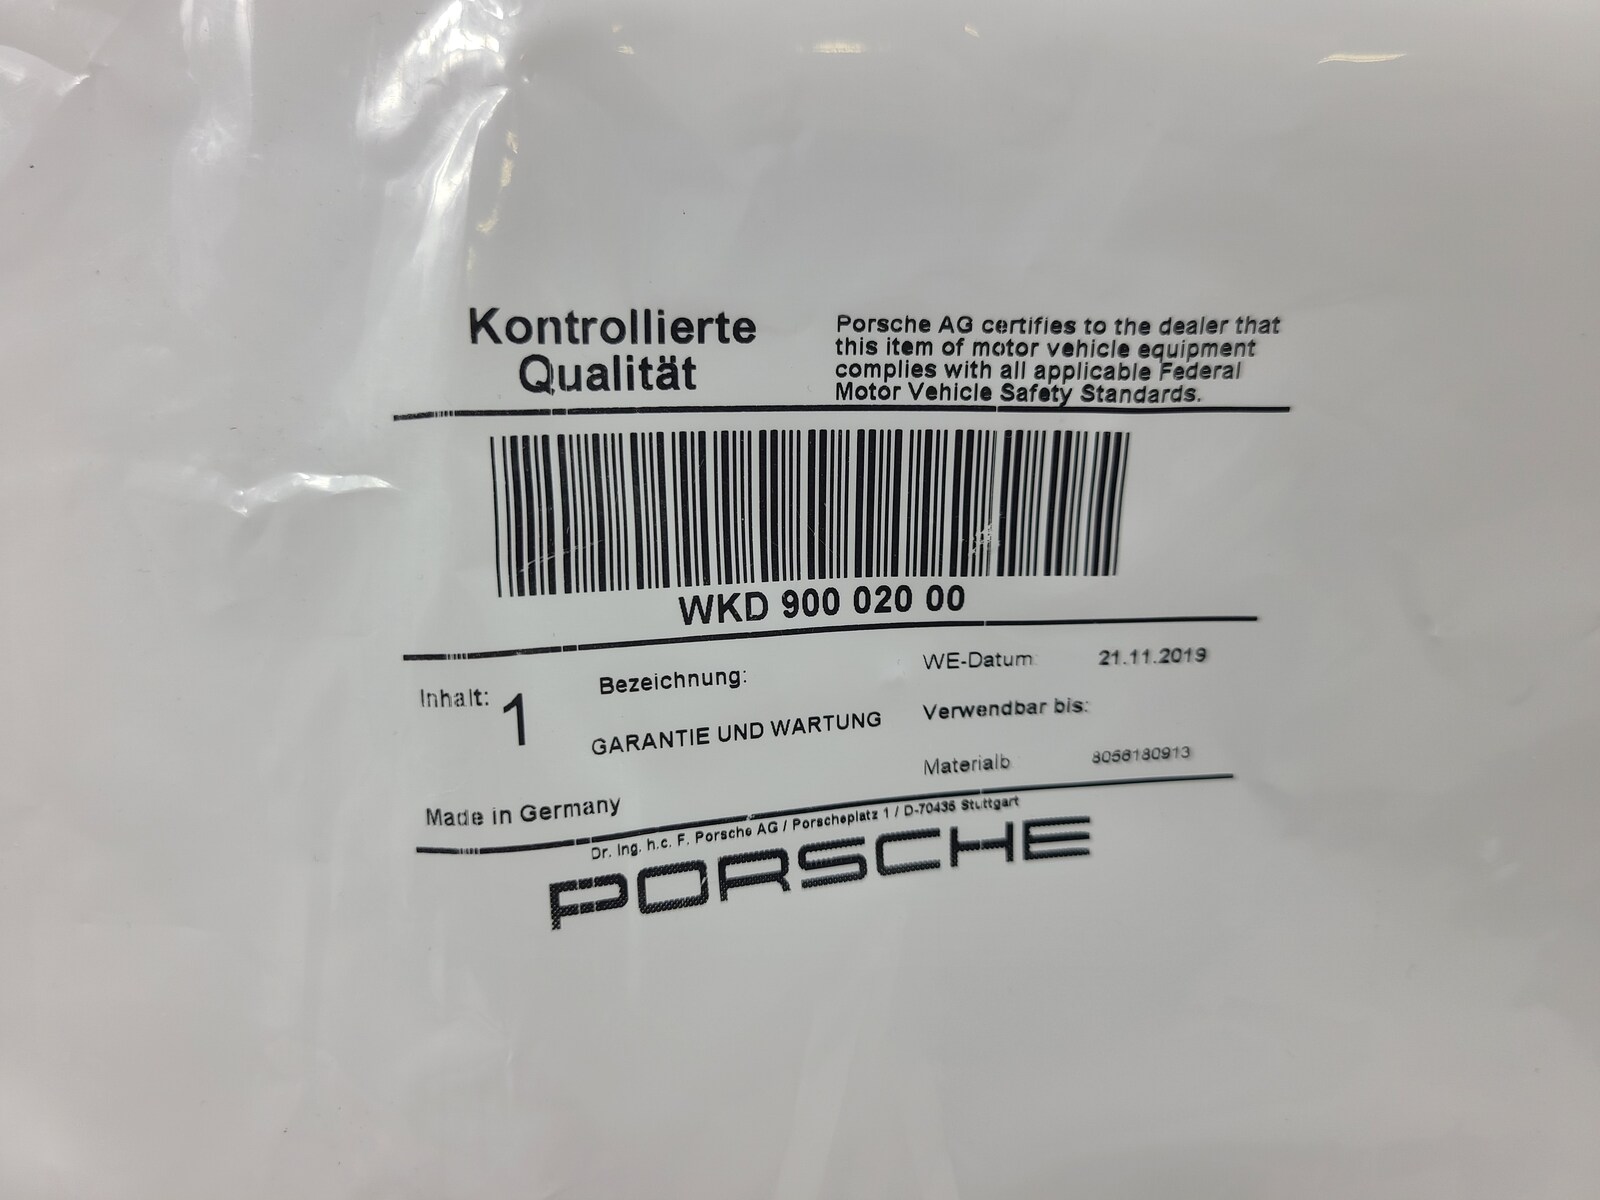 Kontrollierte
Qualität
Porsche AG certifies to the dealer that
this item of motor vehicle equipment
complies with all applicable Federal
Motor Vehicle Safety Standards.
WKD 900 020 00
Inhalt: 1
Bezeichnung:
GARANTIE UND WARTUNG
WE-Datum: 21.11.2019
Verwendbar bis:
Materialb 8056180913
Made in Germany
Dr. Ing. h.c. F. Porsche AG / Porscheplatz 1 / D-70435 Stuttgart
PORSCHE